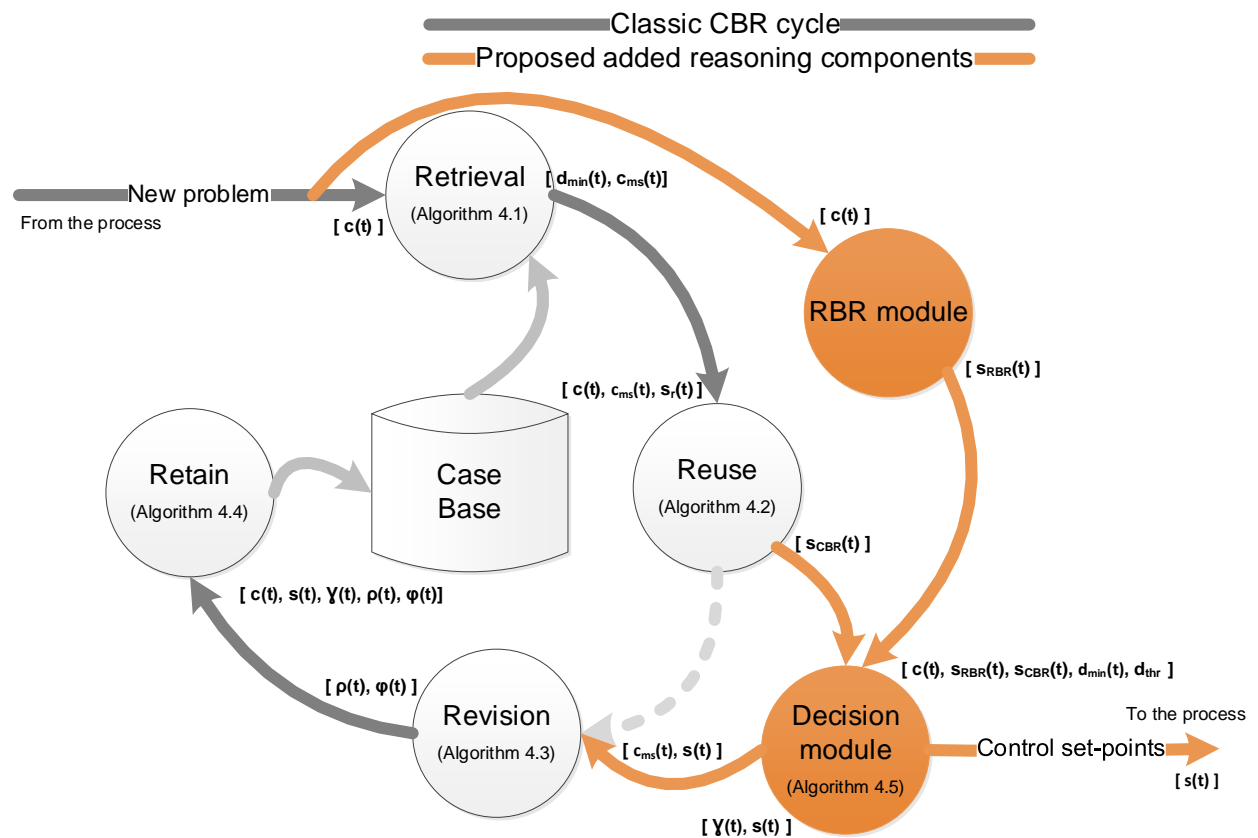 Classic CBR cycle
Proposed added reasoning components
New problem
From the process
[ c(t) ]
Retrieval
(Algorithm 4.1)
[ dmin(t), cms(t)]
[ c(t) ]
RBR module
[ sRBR(t) ]
[ c(t), cms(t), sr(t) ]
Case
Base
Reuse
(Algorithm 4.2)
Retain
(Algorithm 4.4)
[ sCBR(t) ]
[ c(t), s(t), Ɣ(t), ρ(t), φ(t)]
[ c(t), sRBR(t), sCBR(t), dmin(t), dthr ]
[ ρ(t), φ(t) ]
Revision
(Algorithm 4.3)
[ cms(t), s(t) ]
Decision
module
(Algorithm 4.5)
To the process
Control set-points
[ s(t) ]
[ Ɣ(t), s(t) ]